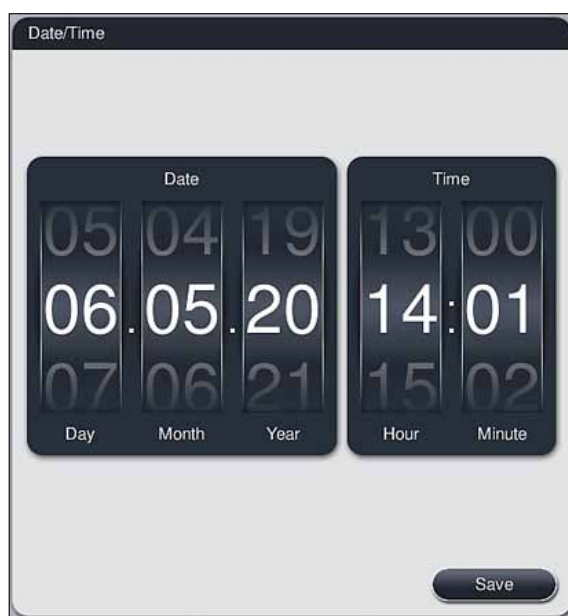 Date/Time
Date Time
05 04 19 13 00
06.05.20 14:01
07 06 21 15 02
Day Month Year Hour Minute
Save